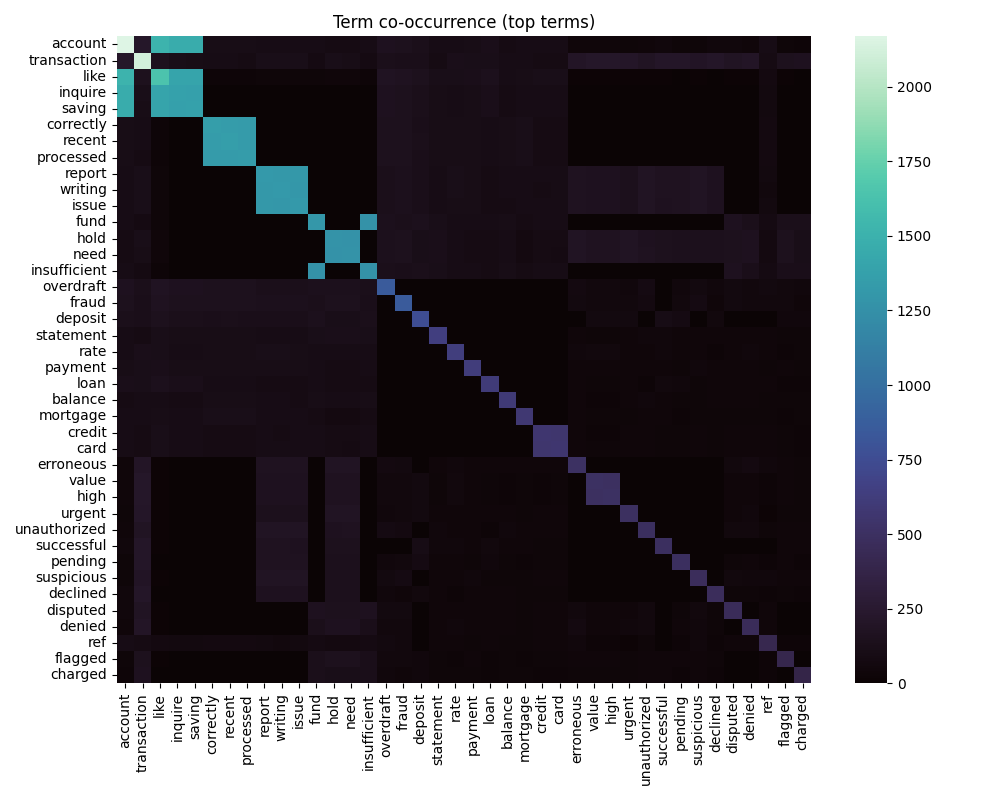 Term co-occurrence (top terms)
account
transaction
like
inquire
saving
correctly
recent
processed
report
writing
issue
fund
hold
need
insufficient
overdraft
fraud
deposit
statement
rate
payment
loan
balance
mortgage
credit
card
erroneous
value
high
urgent
unauthorized
successful
pending
suspicious
declined
disputed
denied
ref
flagged
charged
account
transaction
like
inquire
saving
correctly
recent
processed
report
writing
issue
fund
hold
need
insufficient
overdraft
fraud
deposit
statement
rate
payment
loan
balance
mortgage
credit
card
erroneous
value
high
urgent
unauthorized
successful
pending
suspicious
declined
disputed
denied
ref
flagged
charged
2000
1750
1500
1250
1000
750
500
250
0